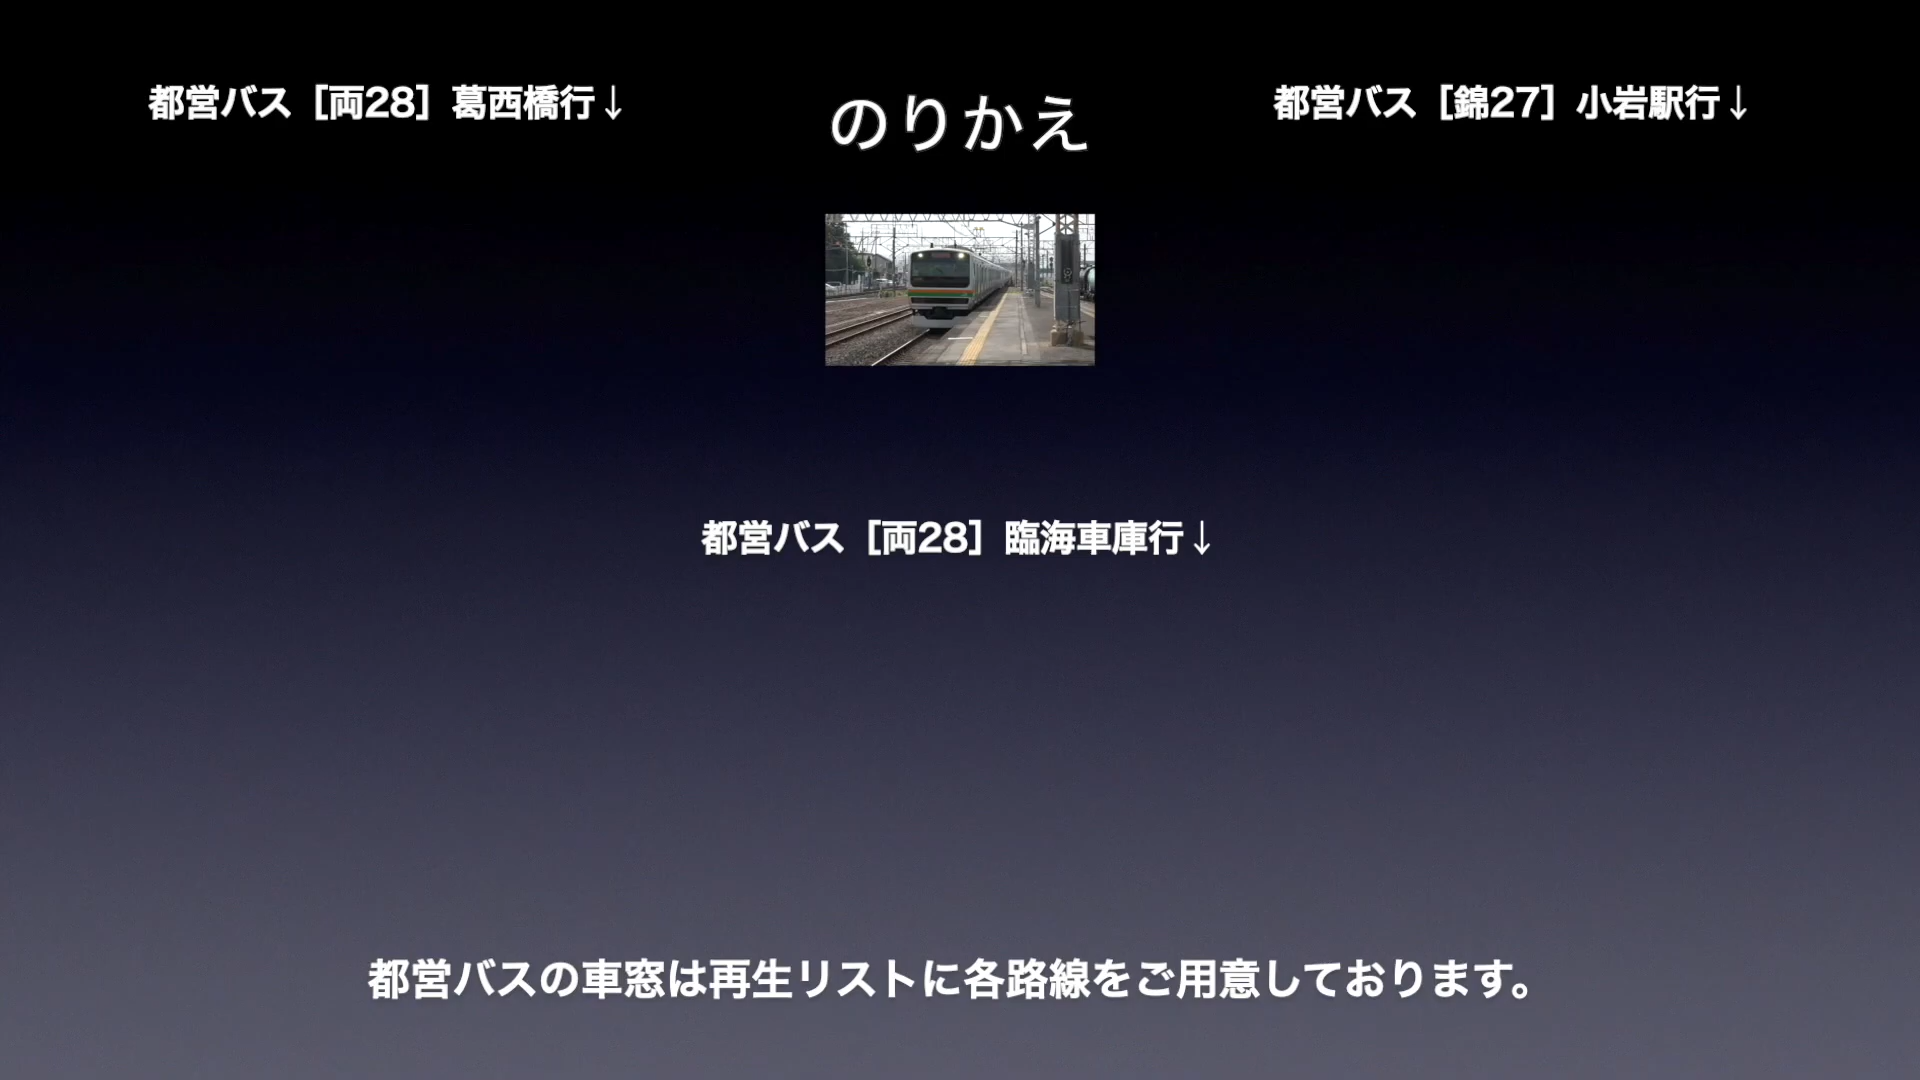 都営バス［両28］葛西橋行↓
のりかえ
都営バス［錦27］小岩駅行↓
都営バス［両28］臨海車庫行↓
都営バスの車窓は再生リストに各路線をご用意しております。